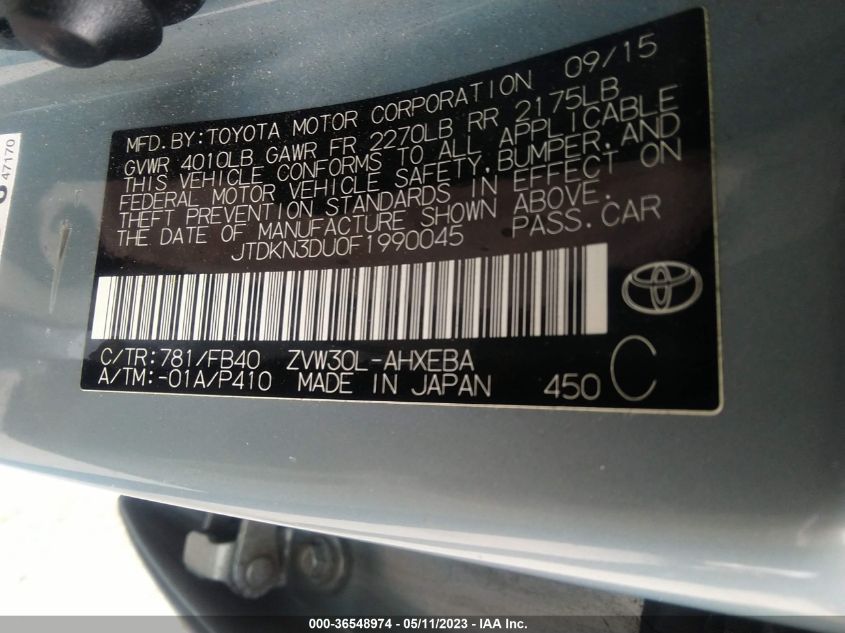 MFD.BY:TOYOTA MOTOR CORPORATION 09/15
GVWR 4010LB GAWR FR 2270LB RR 2175LB
THIS VEHICLE CONFORMS TO ALL APPLICABLE
FEDERAL MOTOR VEHICLE SAFETY,BUMPER,AND
THEFT PREVENTION STANDARDS IN EFFECT ON
THE DATE OF MANUFACTURE SHOWN ABOVE.
JTDKN3DU0F1990045 PASS.CAR
C/TR:781/FB40 ZVW30L-AHXEBA
A/TM:-01A/P410 MADE IN JAPAN 450 C
47170
000-36548974 - 05/11/2023 - IAA Inc.